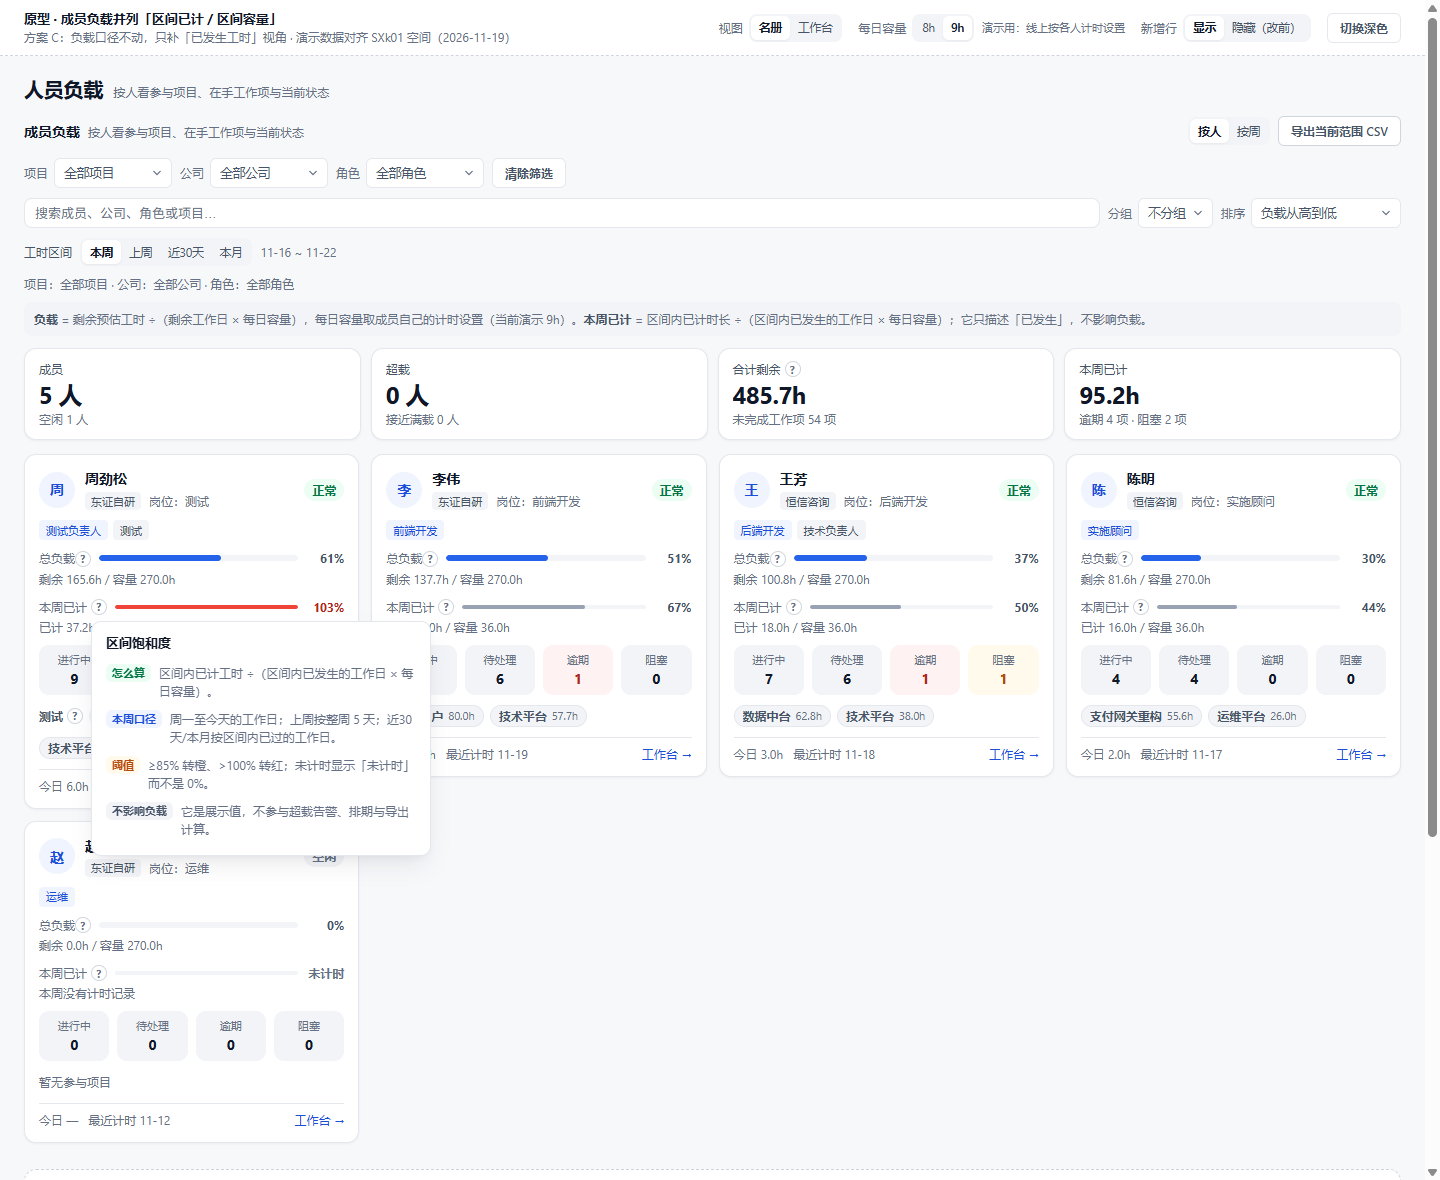 原型 · 成员负载并列「区间已计 / 区间容量」
方案 C：负载口径不动，只补「已发生工时」视角 · 演示数据对齐 SXk01 空间（2026-11-19）
视图 名册 工作台 每日容量 8h 9h 演示用：线上按各人计时设置 新增行 显示 隐藏（改前） 切换深色
人员负载 按人看参与项目、在手工作项与当前状态
成员负载 按人看参与项目、在手工作项与当前状态 按人 按周 导出当前范围 CSV
项目 全部项目 公司 全部公司 角色 全部角色 清除筛选
搜索成员、公司、角色或项目... 分组 不分组 排序 负载从高到低
工时区间 本周 上周 近30天 本月 11-16 ~ 11-22
项目：全部项目 · 公司：全部公司 · 角色：全部角色
负载 = 剩余预估工时 ÷（剩余工作日 × 每日容量），每日容量取成员自己的计时设置（当前演示 9h）。本周已计 = 区间内已计时长 ÷（区间内已发生的工作日 × 每日容量）；它只描述「已发生」，不影响负载。
成员
5 人
空闲 1 人
超载
0 人
接近满载 0 人
合计剩余 ?
485.7h
未完成工作项 54 项
本周已计
95.2h
逾期 4 项 · 阻塞 2 项
周 周劲松 正常
东证自研 岗位：测试
测试负责人 测试
总负载 ? 61%
剩余 165.6h / 容量 270.0h
本周已计 ? 103%
已计 37.2h
进行中
9
测试 ?
技术平台
今日 6.0h
区间饱和度
怎么算 区间内已计工时 ÷（区间内已发生的工作日 × 每
日容量）。
本周口径 周一至今天的工作日；上周按整周 5 天；近30
天/本月按区间内已过的工作日。
阈值 ≥85% 转橙、>100% 转红；未计时显示「未计时」
而不是 0%。
不影响负载 它是展示值，不参与超载告警、排期与导出
计算。
李 李伟 正常
东证自研 岗位：前端开发
前端开发
总负载 ? 51%
剩余 137.7h / 容量 270.0h
本周已计 ? 67%
0h / 容量 36.0h
中 待处理 逾期 阻塞
6 1 0
户 80.0h 技术平台 57.7h
h 最近计时 11-19 工作台 →
王 王芳 正常
恒信咨询 岗位：后端开发
后端开发 技术负责人
总负载 ? 37%
剩余 100.8h / 容量 270.0h
本周已计 ? 50%
已计 18.0h / 容量 36.0h
进行中 待处理 逾期 阻塞
7 6 1 1
数据中台 62.8h 技术平台 38.0h
今日 3.0h 最近计时 11-18 工作台 →
陈 陈明 正常
恒信咨询 岗位：实施顾问
实施顾问
总负载 ? 30%
剩余 81.6h / 容量 270.0h
本周已计 ? 44%
已计 16.0h / 容量 36.0h
进行中 待处理 逾期 阻塞
4 4 0 0
支付网关重构 55.6h 运维平台 26.0h
今日 2.0h 最近计时 11-17 工作台 →
赵 空闲
东证自研 岗位：运维
运维
总负载 ? 0%
剩余 0.0h / 容量 270.0h
本周已计 ? 未计时
本周没有计时记录
进行中 待处理 逾期 阻塞
0 0 0 0
暂无参与项目
今日 — 最近计时 11-12 工作台 →